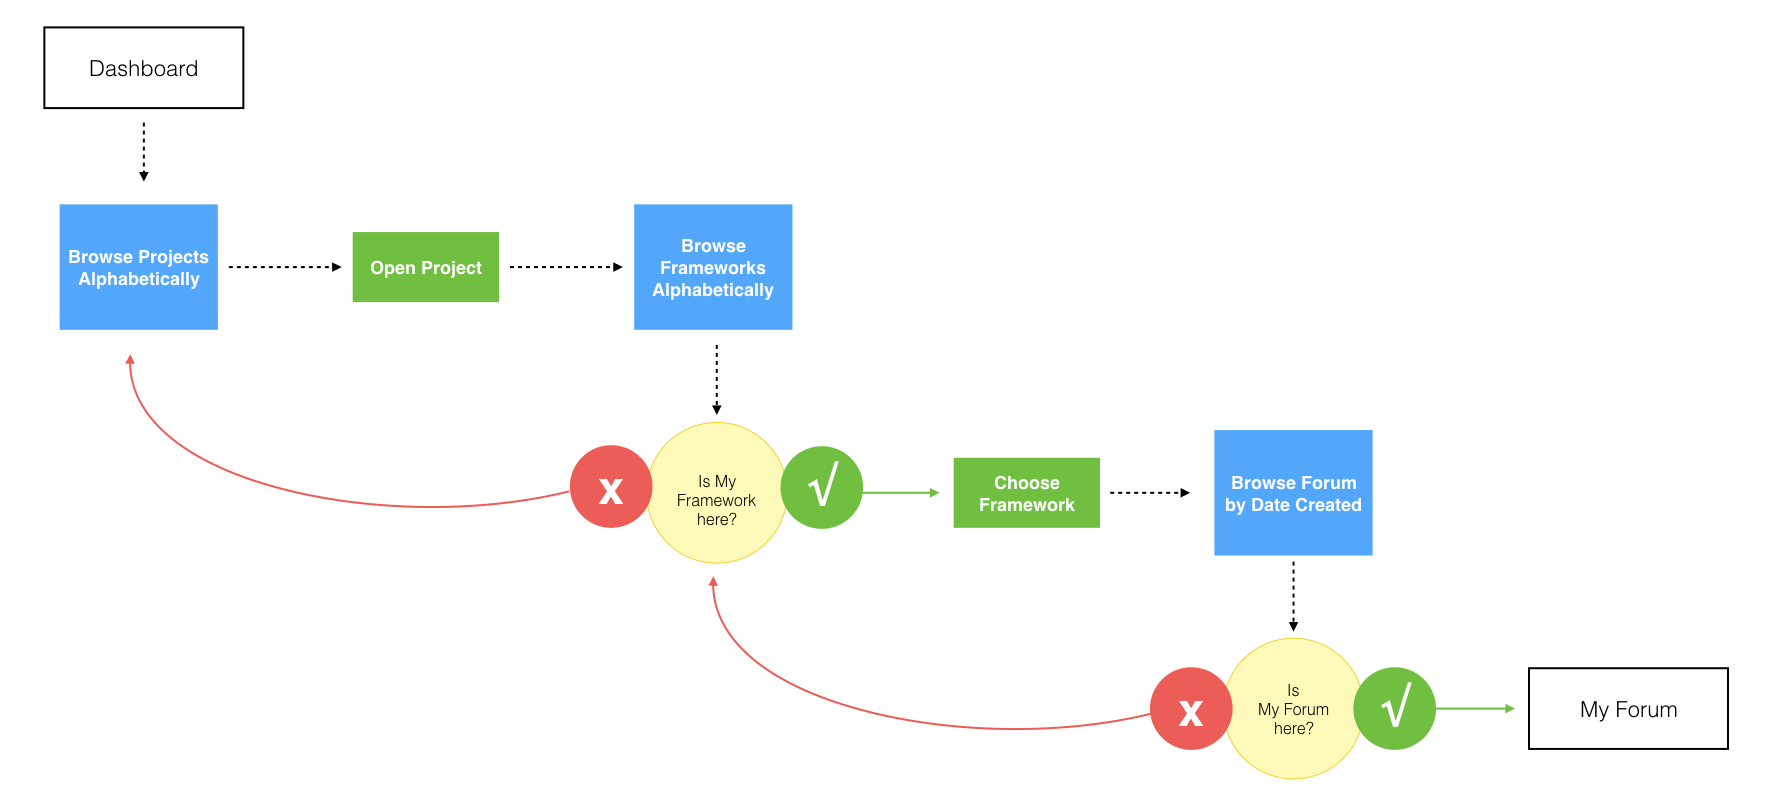 Dashboard
Browse Projects
Alphabetically
Open Project
Browse
Frameworks
Alphabetically
x
Is My
Framework
here?
√
Choose
Framework
Browse Forum
by Date Created
x
Is
My Forum
here?
√
My Forum